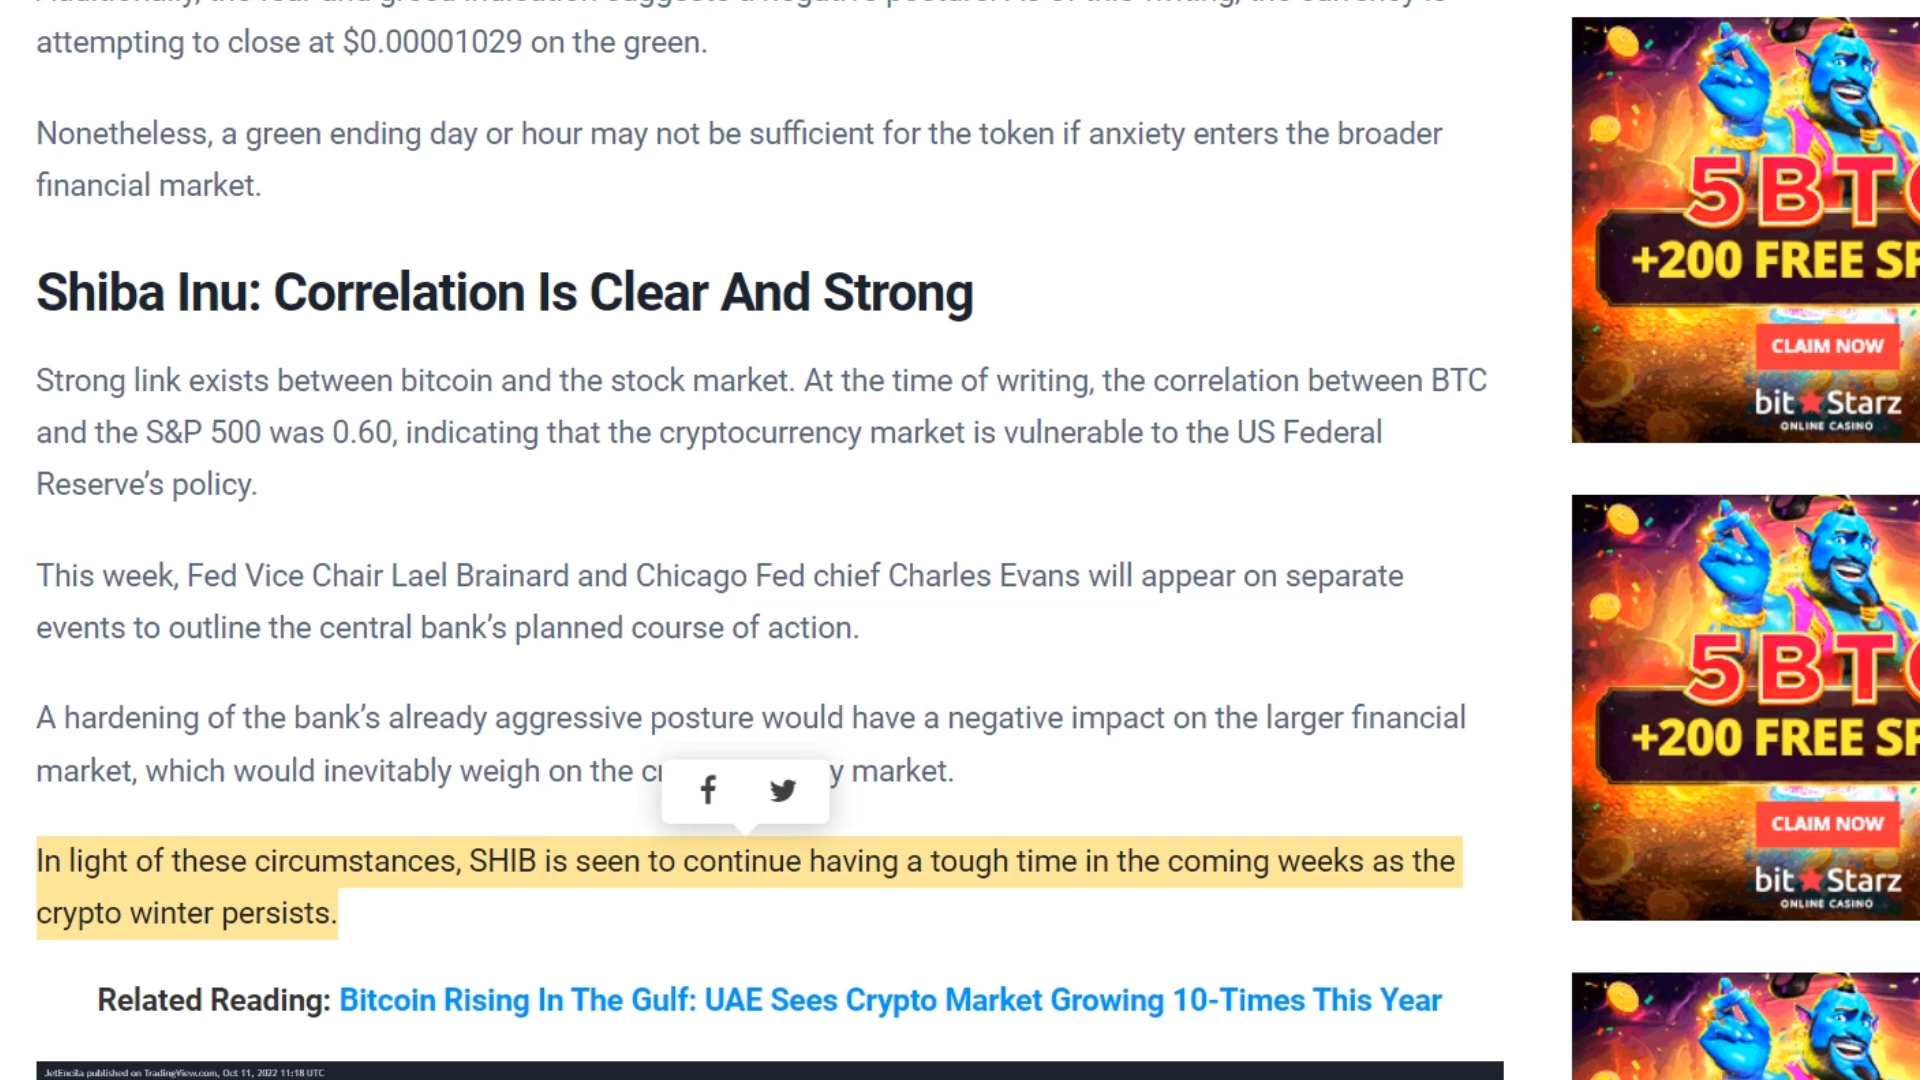 attempting to close at $0.00001029 on the green.
Nonetheless, a green ending day or hour may not be sufficient for the token if anxiety enters the broader
financial market.
Shiba Inu: Correlation Is Clear And Strong
Strong link exists between bitcoin and the stock market. At the time of writing, the correlation between BTC
and the S&P 500 was 0.60, indicating that the cryptocurrency market is vulnerable to the US Federal
Reserve’s policy.
This week, Fed Vice Chair Lael Brainard and Chicago Fed chief Charles Evans will appear on separate
events to outline the central bank’s planned course of action.
A hardening of the bank’s already aggressive posture would have a negative impact on the larger financial
market, which would inevitably weigh on the cr y market.
In light of these circumstances, SHIB is seen to continue having a tough time in the coming weeks as the
crypto winter persists.
Related Reading: Bitcoin Rising In The Gulf: UAE Sees Crypto Market Growing 10-Times This Year
JetEncila published on TradingView.com, Oct 11, 2022 11:18 UTC
5 BTC
+200 FREE SP
CLAIM NOW
bit Starz
ONLINE CASINO
5 BTC
+200 FREE SP
CLAIM NOW
bit Starz
ONLINE CASINO